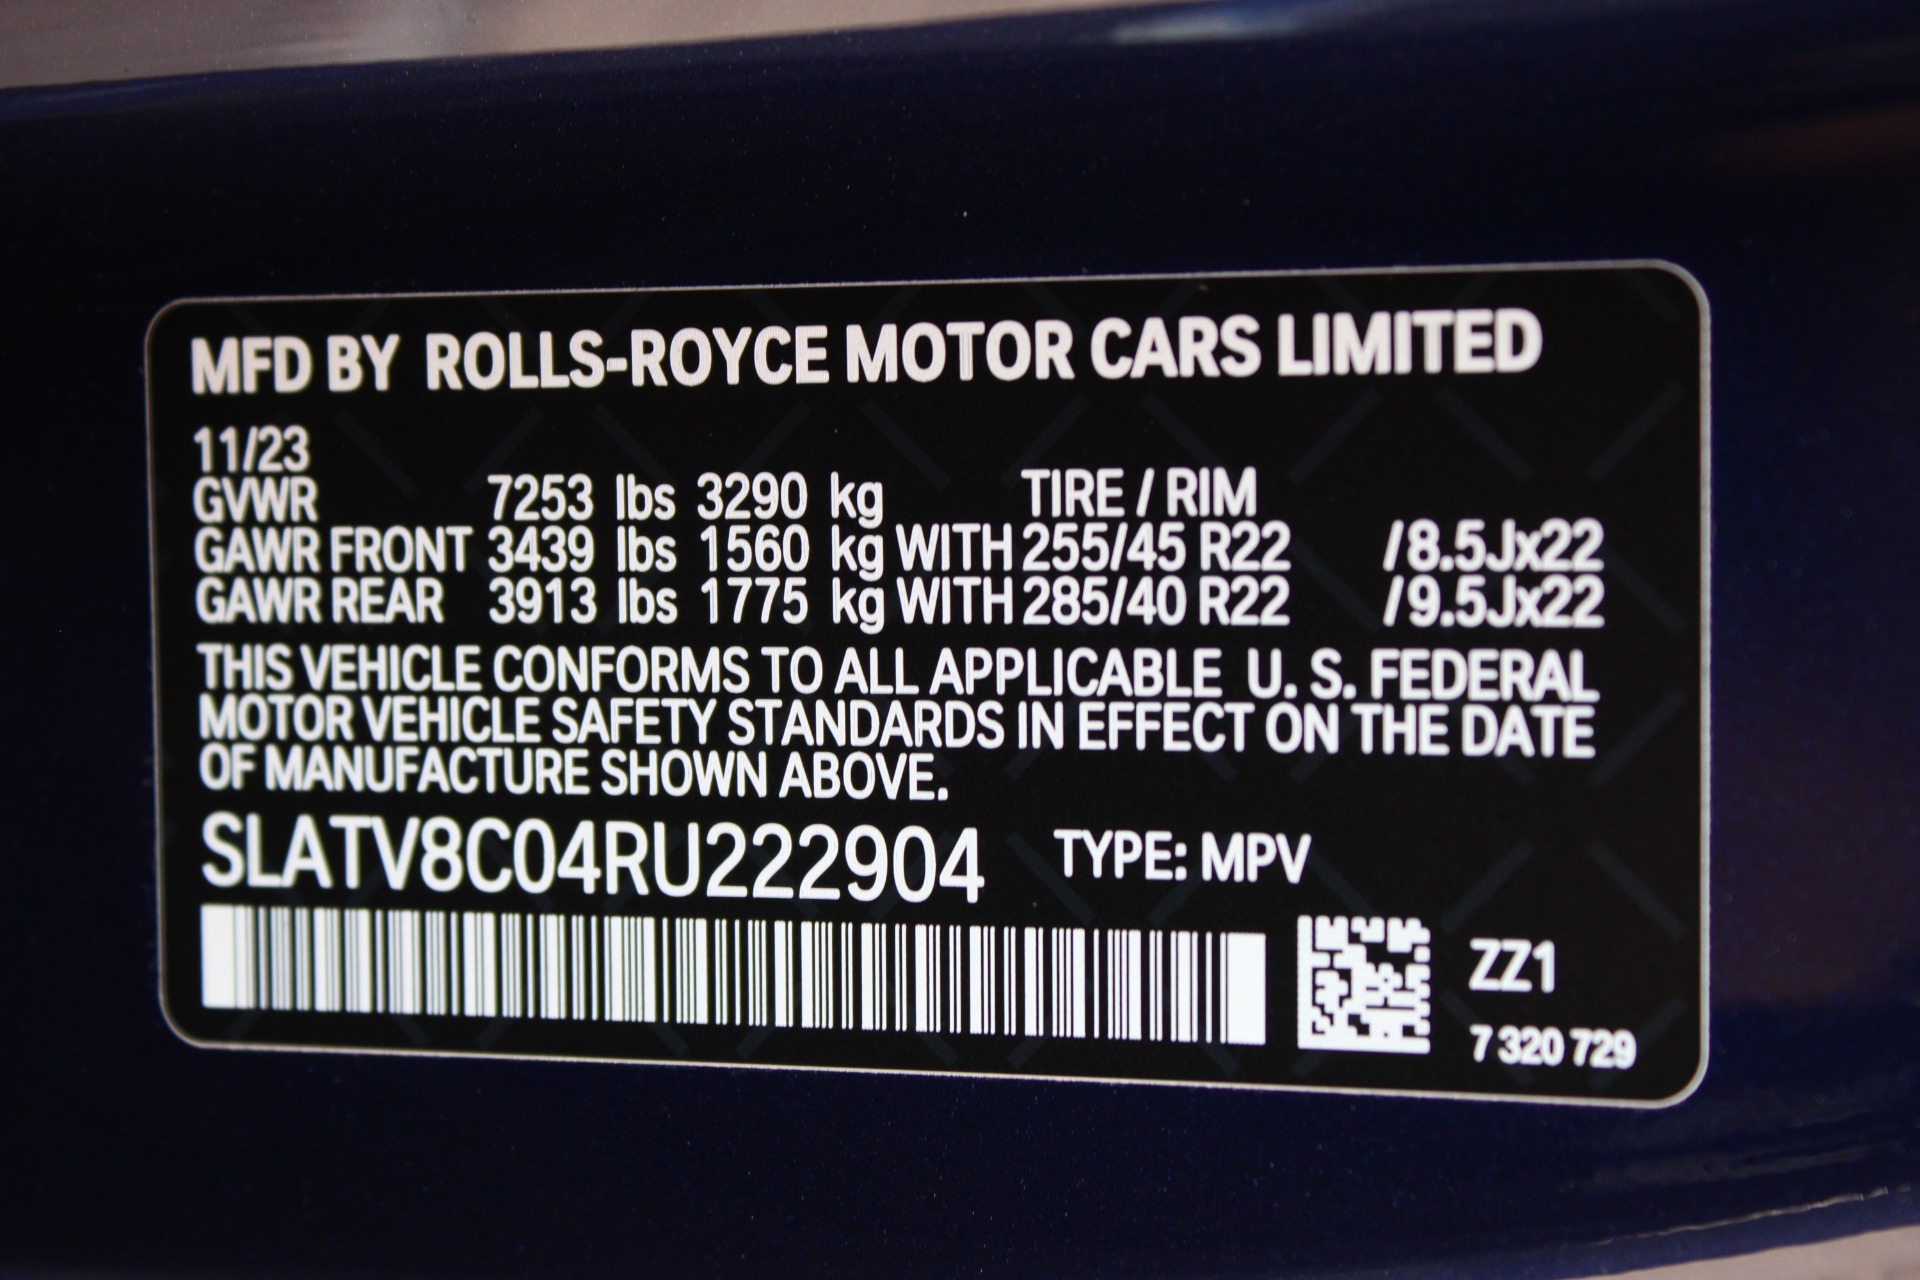 MFD BY ROLLS-ROYCE MOTOR CARS LIMITED
11/23
GVWR 7253 lbs 3290 kg TIRE / RIM
GAWR FRONT 3439 lbs 1560 kg WITH 255/45 R22 /8.5Jx22
GAWR REAR 3913 lbs 1775 kg WITH 285/40 R22 /9.5Jx22
THIS VEHICLE CONFORMS TO ALL APPLICABLE U. S. FEDERAL
MOTOR VEHICLE SAFETY STANDARDS IN EFFECT ON THE DATE
OF MANUFACTURE SHOWN ABOVE.
SLATV8C04RU222904 TYPE: MPV
ZZ1
7 320 729